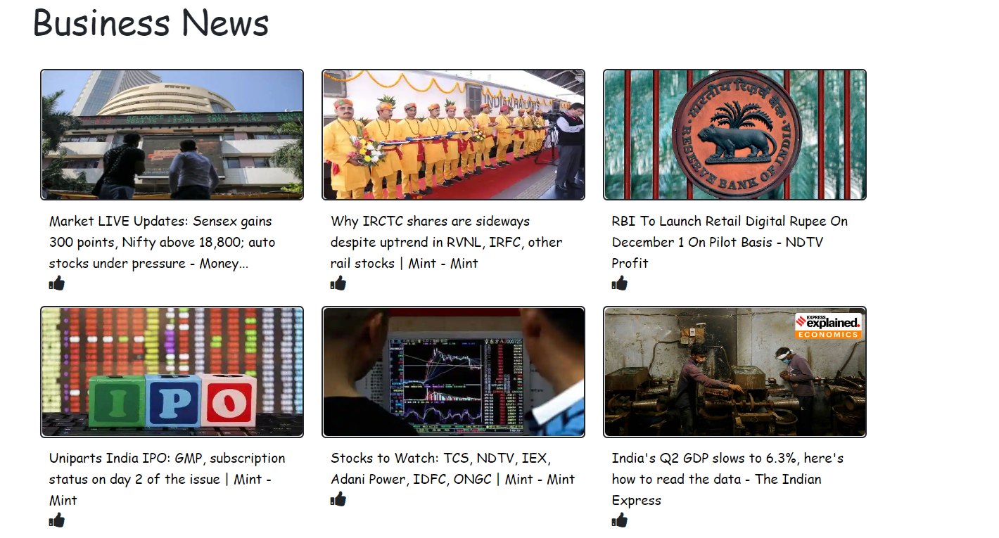 Business News
INDIAN RAILWAYS
भारतीय रिज़र्व बैंक
RESERVE BANK OF INDIA
Market LIVE Updates: Sensex gains
300 points, Nifty above 18,800; auto
stocks under pressure - Money...
Why IRCTC shares are sideways
despite uptrend in RVNL, IRFC, other
rail stocks | Mint - Mint
RBI To Launch Retail Digital Rupee On
December 1 On Pilot Basis - NDTV
Profit
IPO
EXPRESS
explained.
ECONOMICS
Uniparts India IPO: GMP, subscription
status on day 2 of the issue | Mint -
Mint
Stocks to Watch: TCS, NDTV, IEX,
Adani Power, IDFC, ONGC | Mint - Mint
India's Q2 GDP slows to 6.3%, here's
how to read the data - The Indian
Express